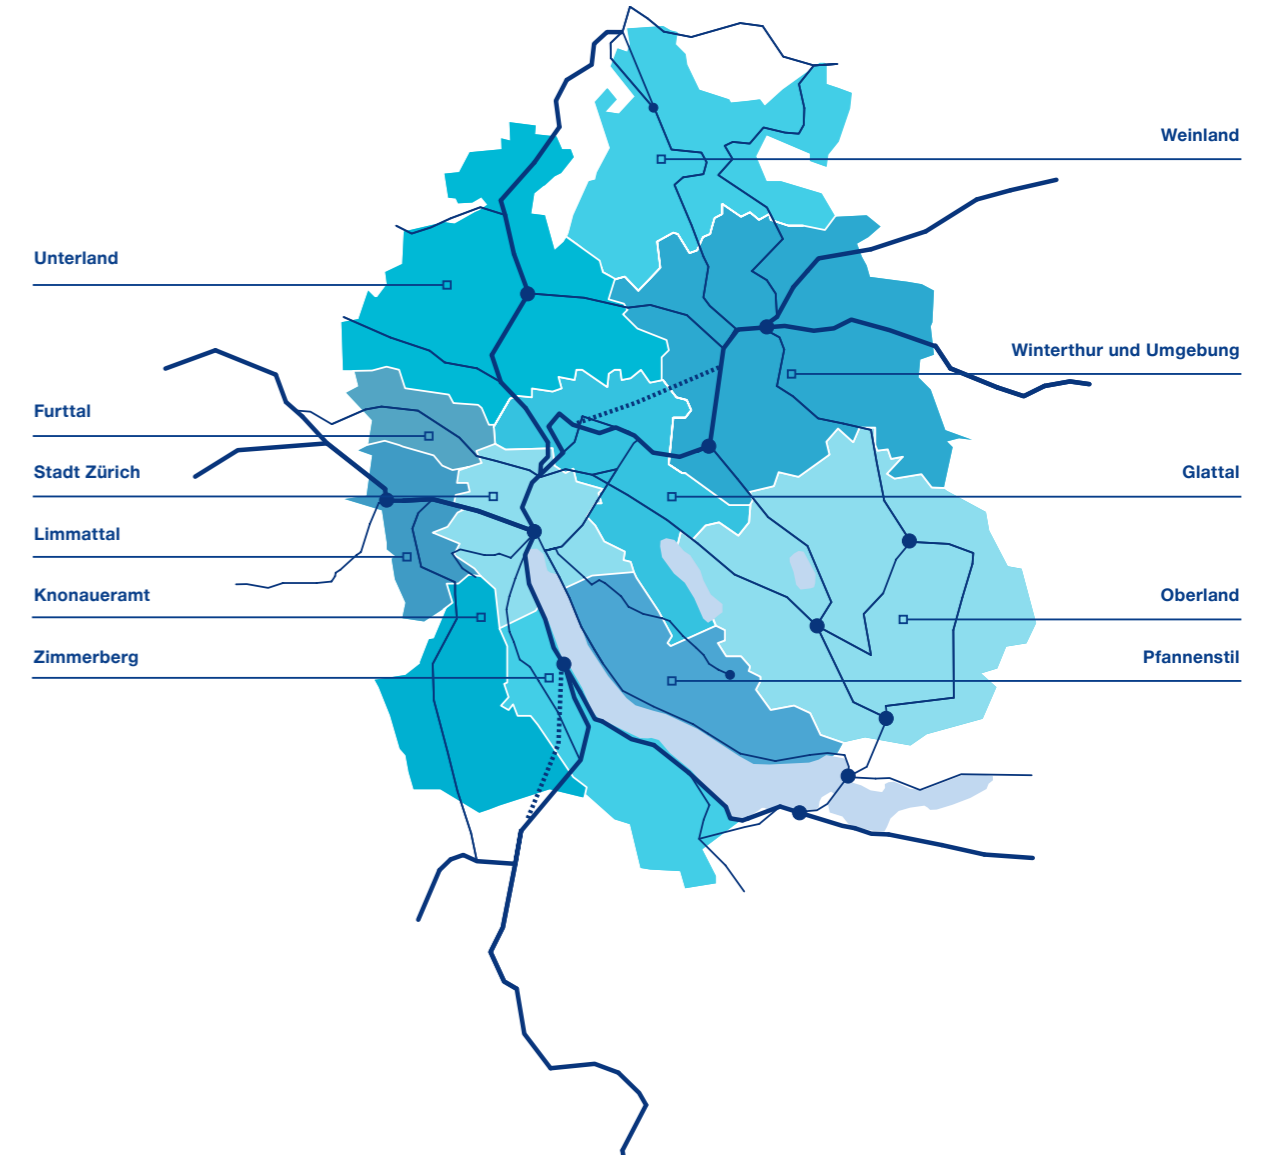 Weinland
Unterland
Winterthur und Umgebung
Furttal
Stadt Zürich
Glattal
Limmattal
Knonaueramt
Oberland
Zimmerberg
Pfannenstil